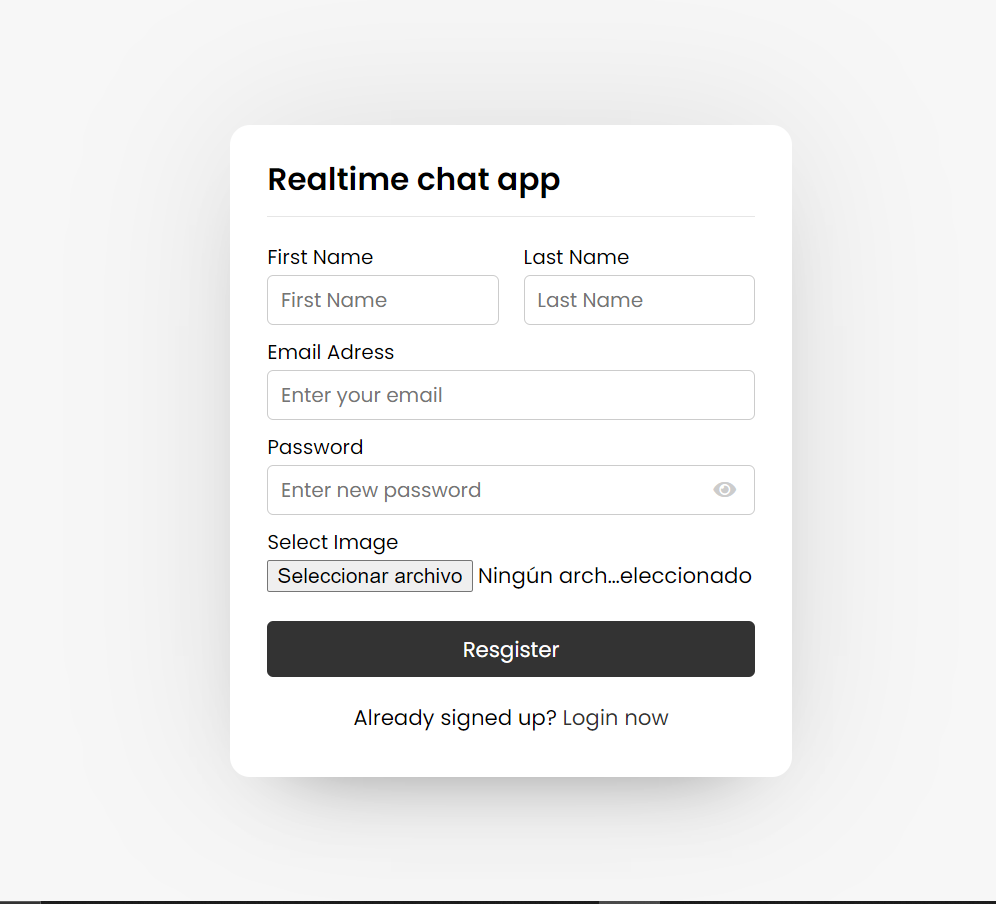 Realtime chat app
First Name Last Name
First Name Last Name
Email Adress
Enter your email
Password
Enter new password
Select Image
Seleccionar archivo Ningún arch...eleccionado
Resgister
Already signed up? Login now